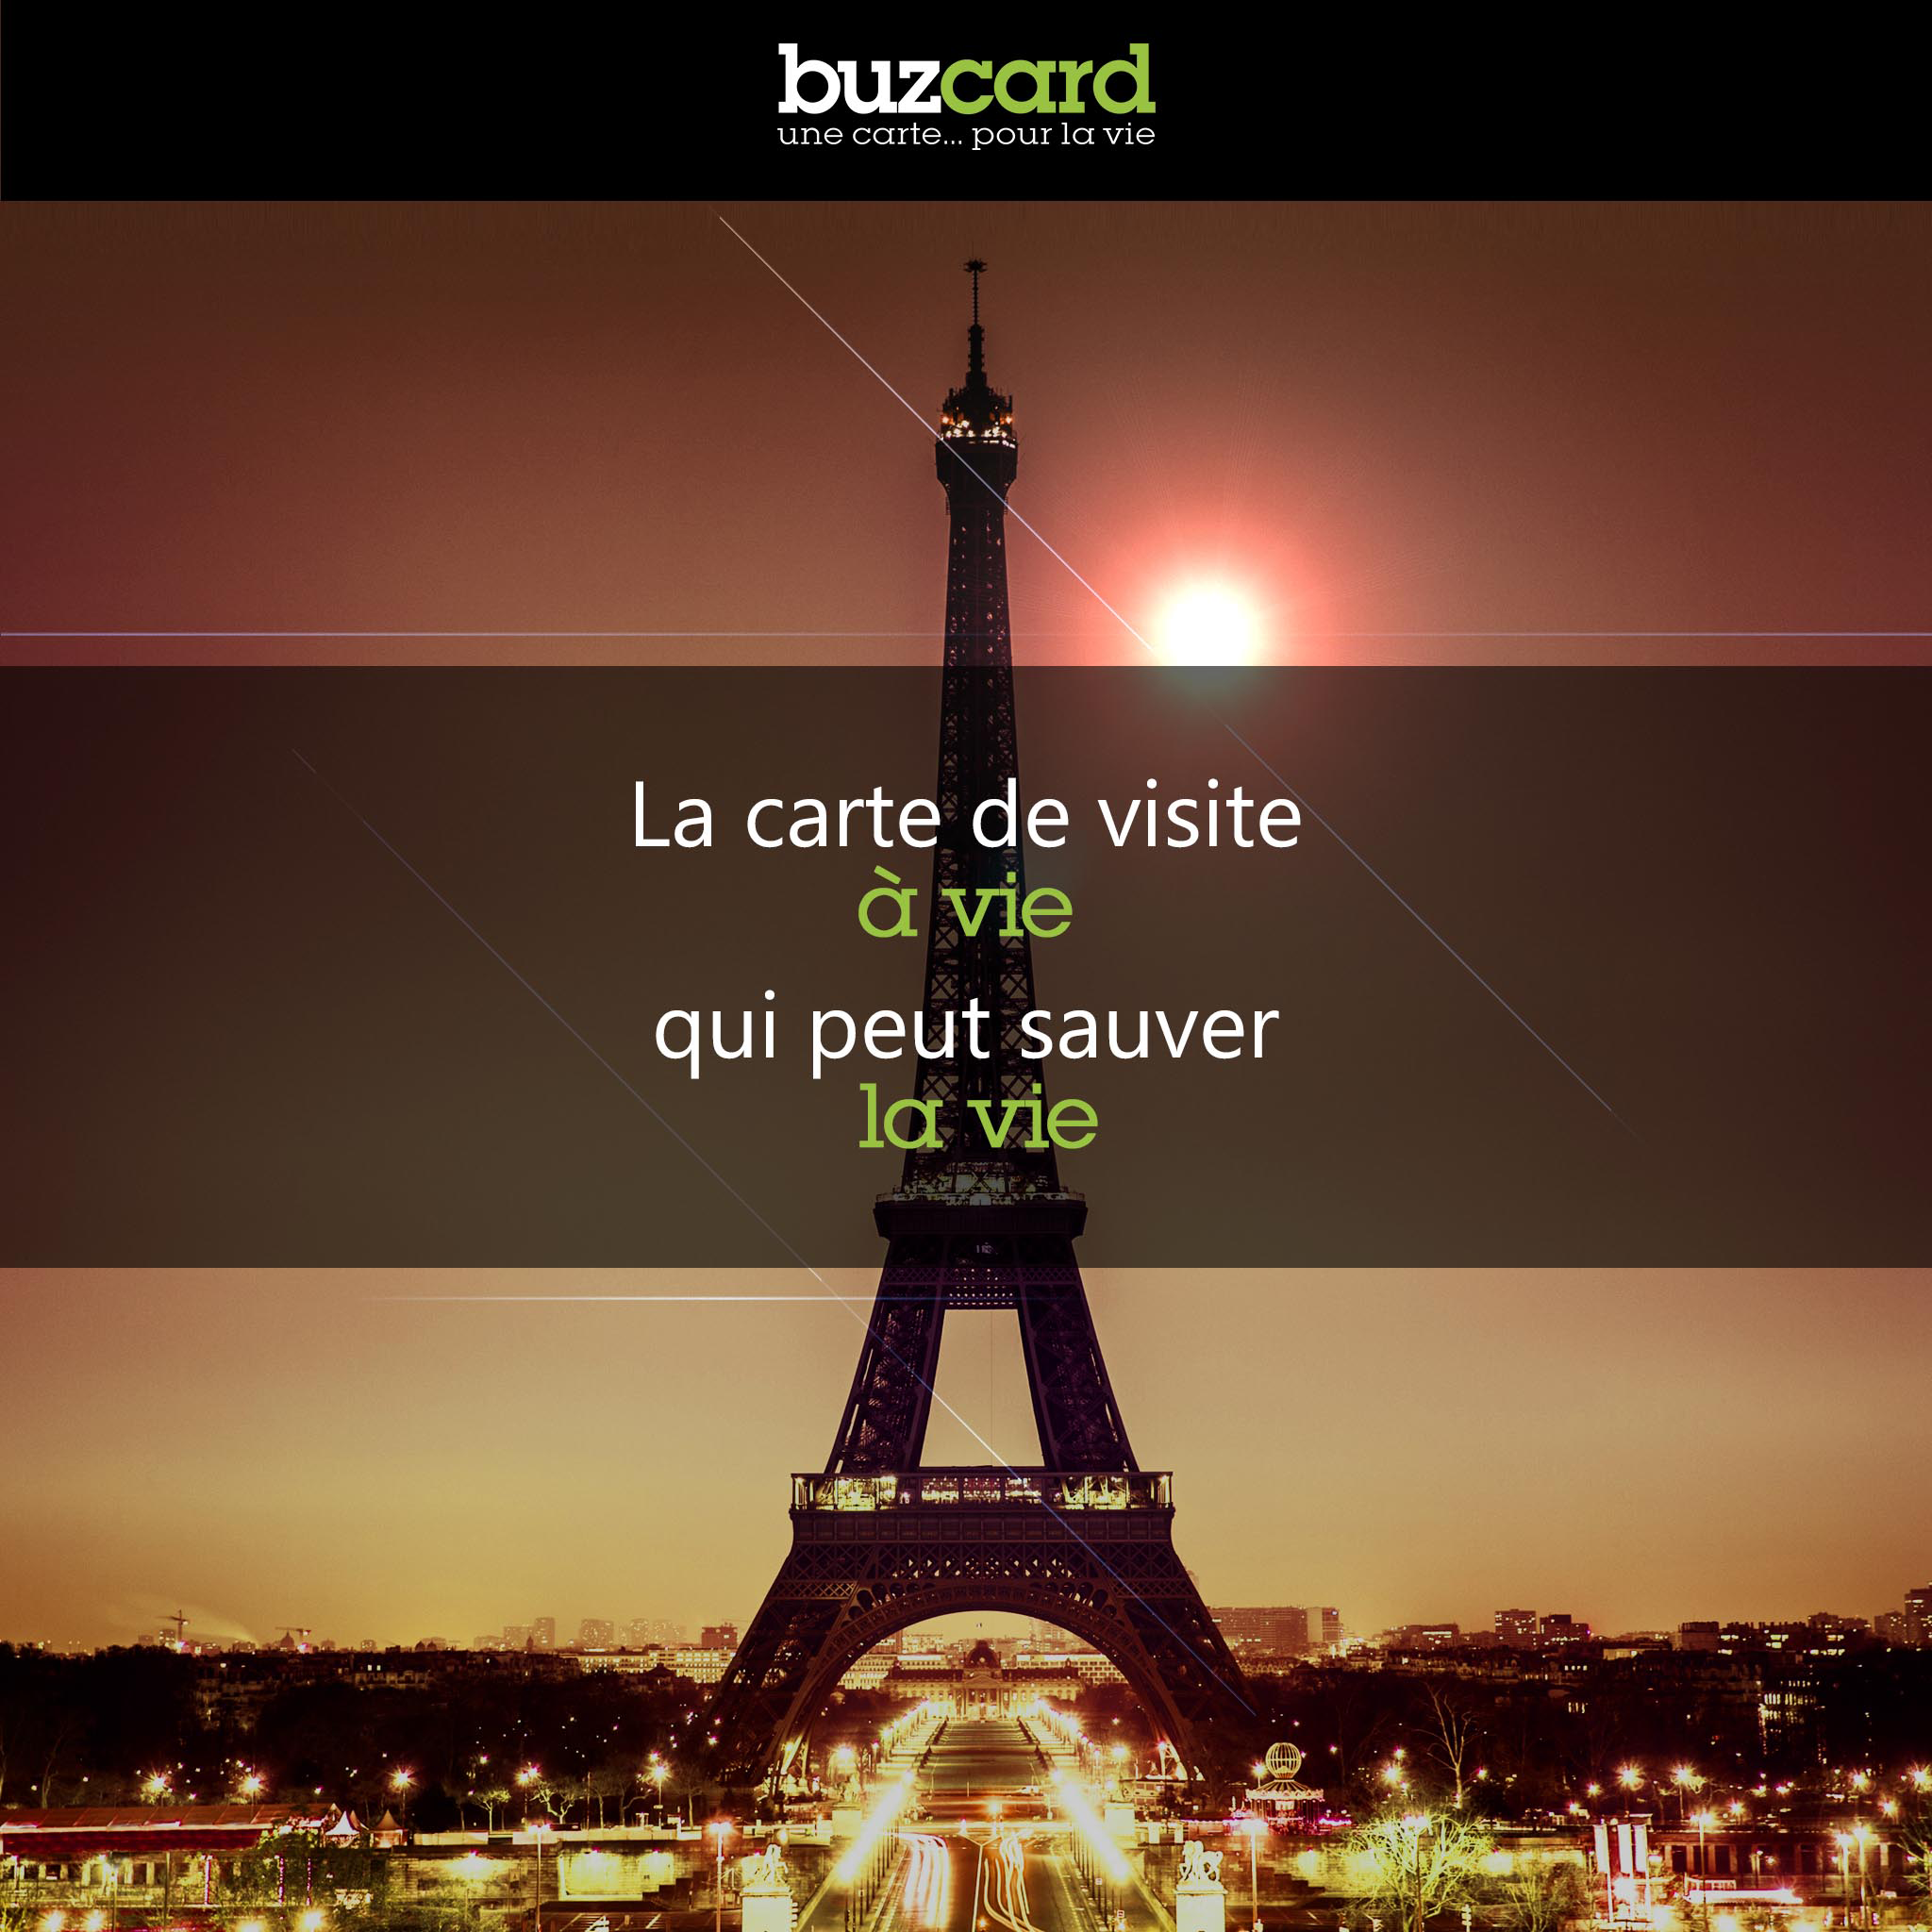 buzcard
une carte... pour la vie
La carte de visite
à vie
qui peut sauver
la vie